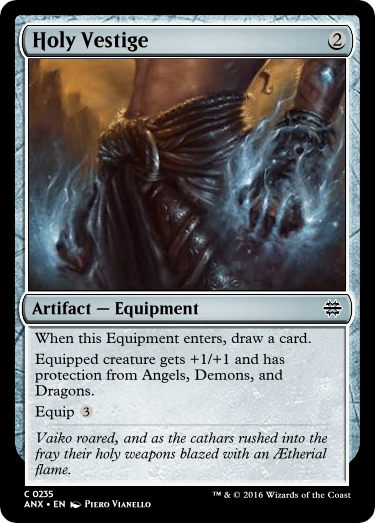 Holy Vestige 2
Artifact — Equipment
When this Equipment enters, draw a card.
Equipped creature gets +1/+1 and has
protection from Angels, Demons, and
Dragons.
Equip 3
Vaiko roared, and as the cathars rushed into the
fray their holy weapons blazed with an Ætherial
flame.
C 0235
ANX • EN Piero Vianello
™ & © 2016 Wizards of the Coast